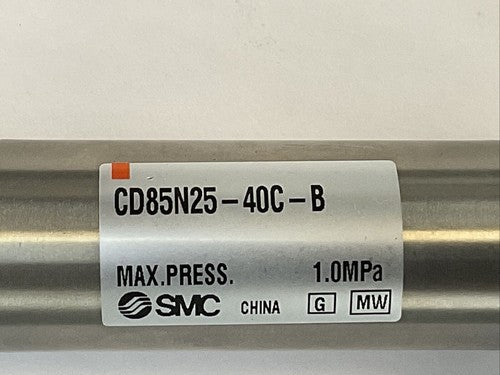 CD85N25-40C-B
MAX.PRESS. 1.0MPa
SMC CHINA G MW